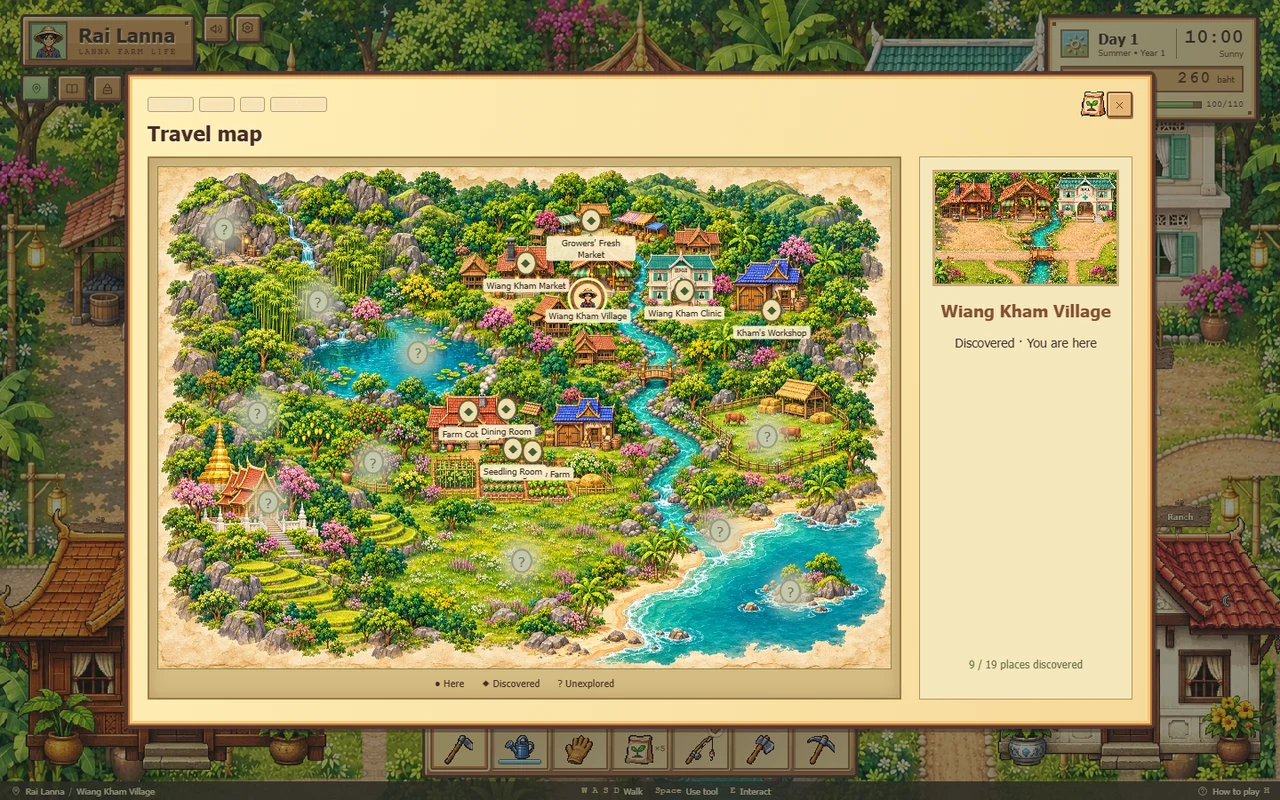 Rai Lanna
LANNA FARM LIFE
Day 1
Summer • Year 1
10:00
Sunny
260 baht
100/110
Travel map
Growers' Fresh
Market
Wiang Kham Market
Wiang Kham Village
Wiang Kham Clinic
Kham's Workshop
Farm Cot
Dining Room
Seedling Room
Farm
Here
Discovered
? Unexplored
Wiang Kham Village
Discovered · You are here
9 / 19 places discovered
Ranch
×5
Rai Lanna / Wiang Kham Village
W A S D Walk Space Use tool E Interact
How to play H